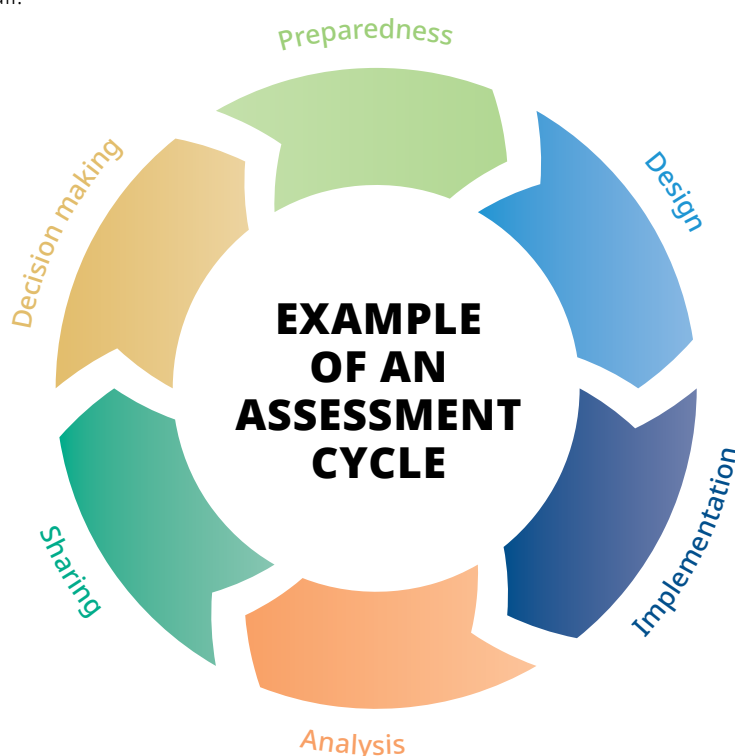 Preparedness
Design
Implementation
Analysis
Sharing
Decision making
EXAMPLE
OF AN
ASSESSMENT
CYCLE